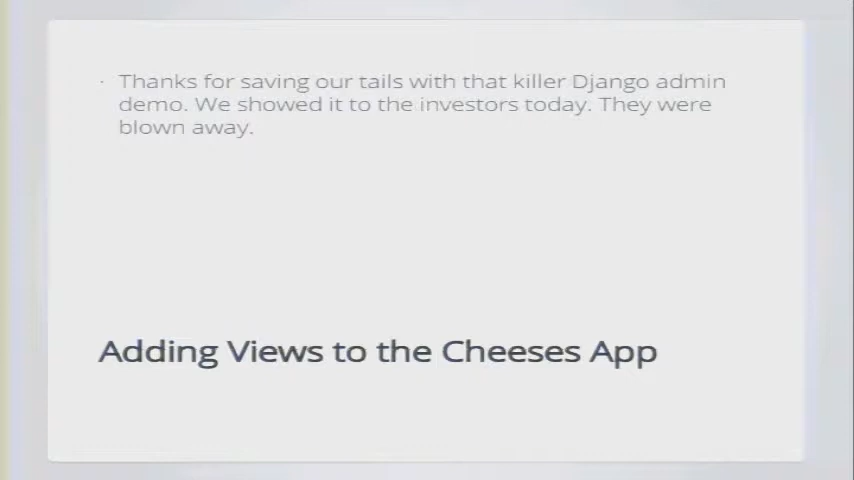 · Thanks for saving our tails with that killer Django admin
demo. We showed it to the investors today. They were
blown away.
Adding Views to the Cheeses App